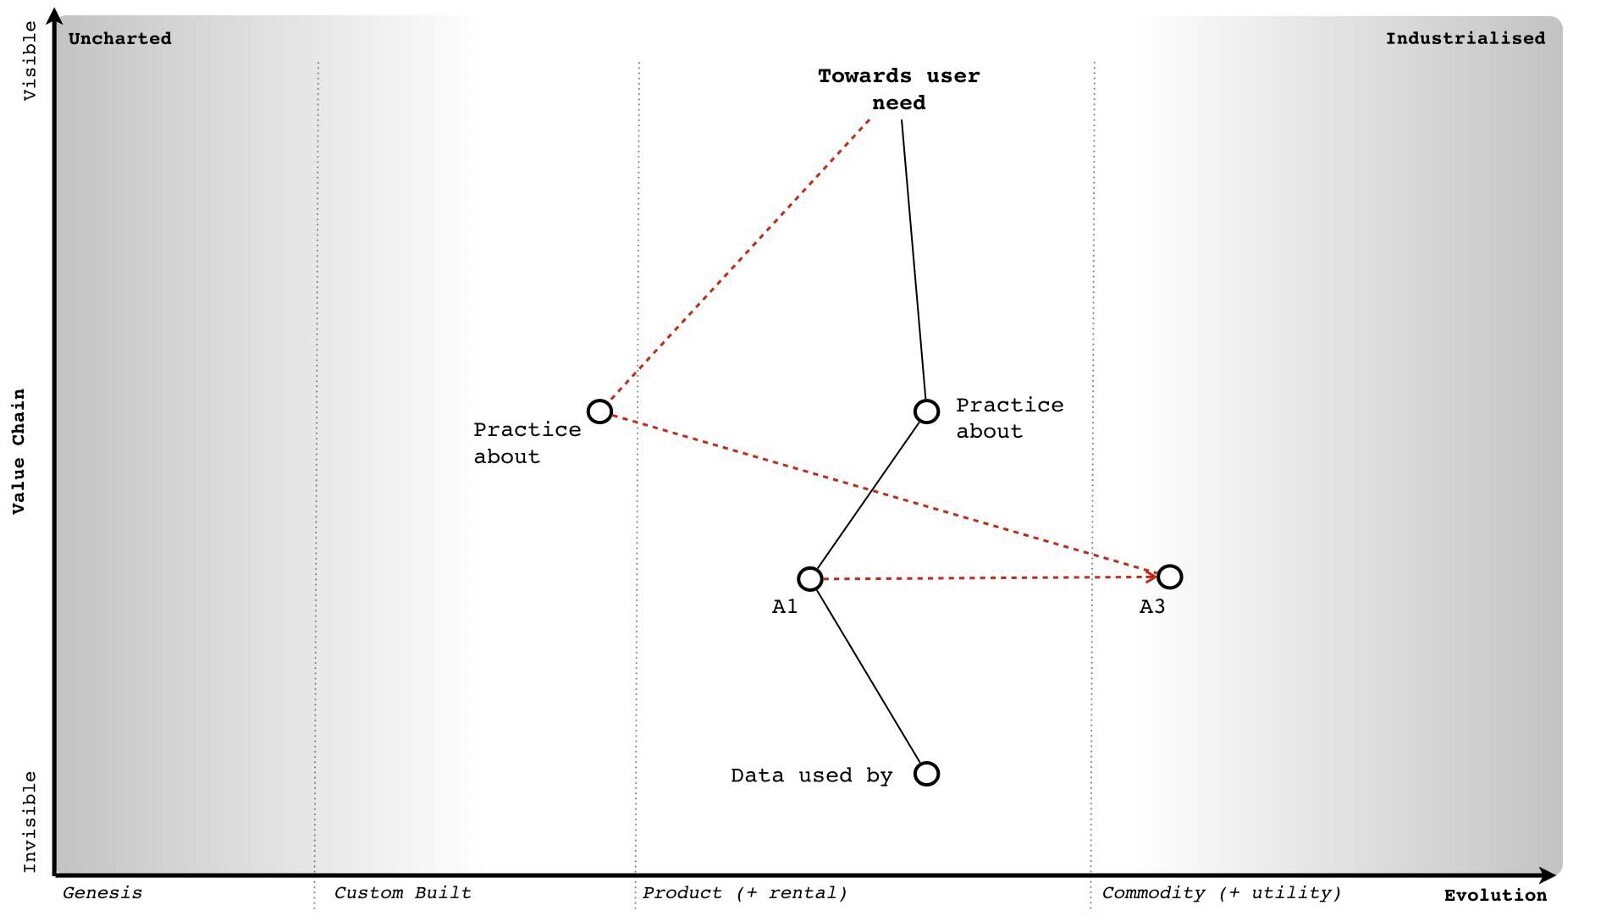 Visible
Uncharted
Industrialised
Towards user
need
Practice
about
Practice
about
Value Chain
A1
A3
Data used by
Invisible
Genesis
Custom Built
Product (+ rental)
Commodity (+ utility)
Evolution